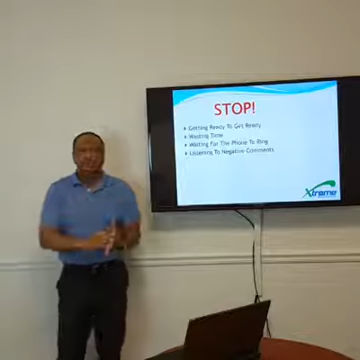 STOP!
Getting Ready To Get Ready
Wasting Time
Waiting For The Phone To Ring
Listening To Negative Comments
Xtreme